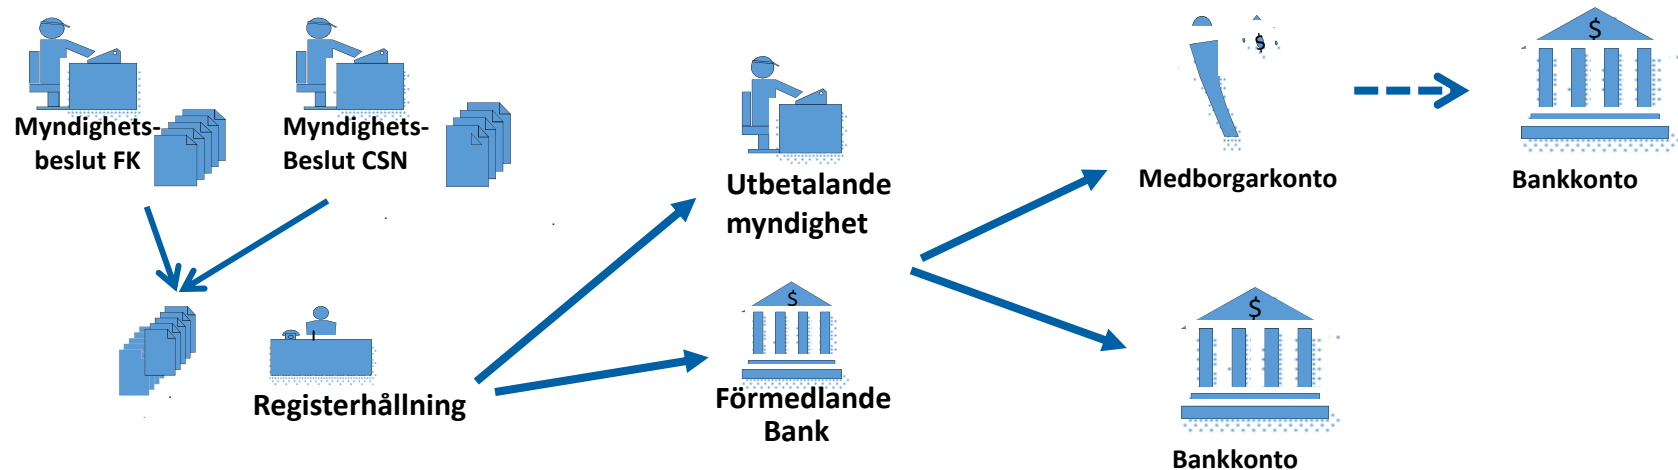 $
$
Myndighets-
beslut FK
Myndighets-
Beslut CSN
Utbetalande
myndighet
Medborgarkonto
Bankkonto
$
$
Registerhållning
Förmedlande
Bank
Bankkonto